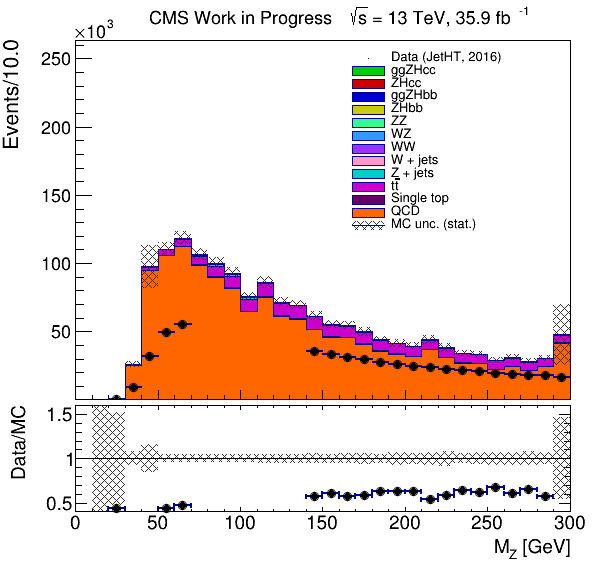 CMS Work in Progress √s = 13 TeV, 35.9 fb⁻¹
×10³
Events/10.0
250
200
150
100
50
Data (JetHT, 2016)
ggZHcc
ZHcc
ggZHbb
ZHbb
ZZ
WZ
WW
W + jets
Z + jets
tt̄
Single top
QCD
MC unc. (stat.)
Data/MC
1.5
1
0.5
0 50 100 150 200 250 300
M_Z [GeV]